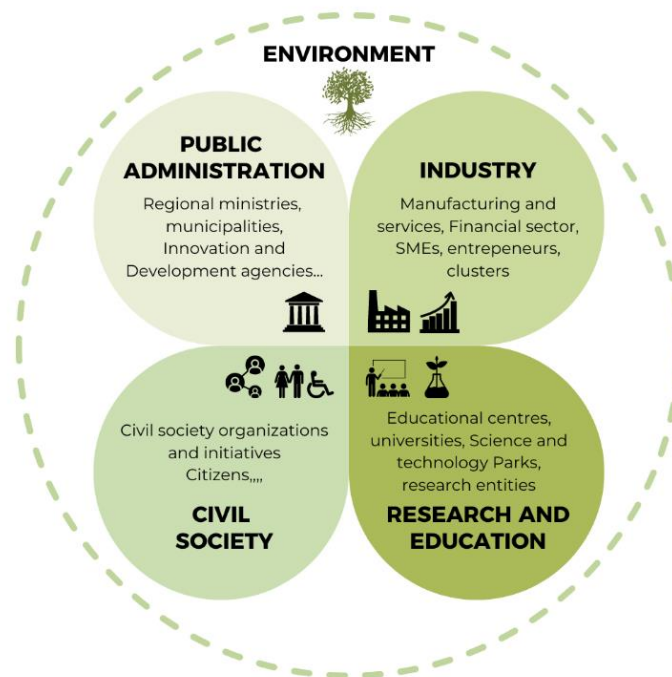 ENVIRONMENT
PUBLIC
ADMINISTRATION
Regional ministries,
municipalities,
Innovation and
Development agencies...
INDUSTRY
Manufacturing and
services, Financial sector,
SMEs, entrepeneurs,
clusters
Civil society organizations
and initiatives
Citizens,,,,
CIVIL
SOCIETY
Educational centres,
universities, Science and
technology Parks,
research entities
RESEARCH AND
EDUCATION